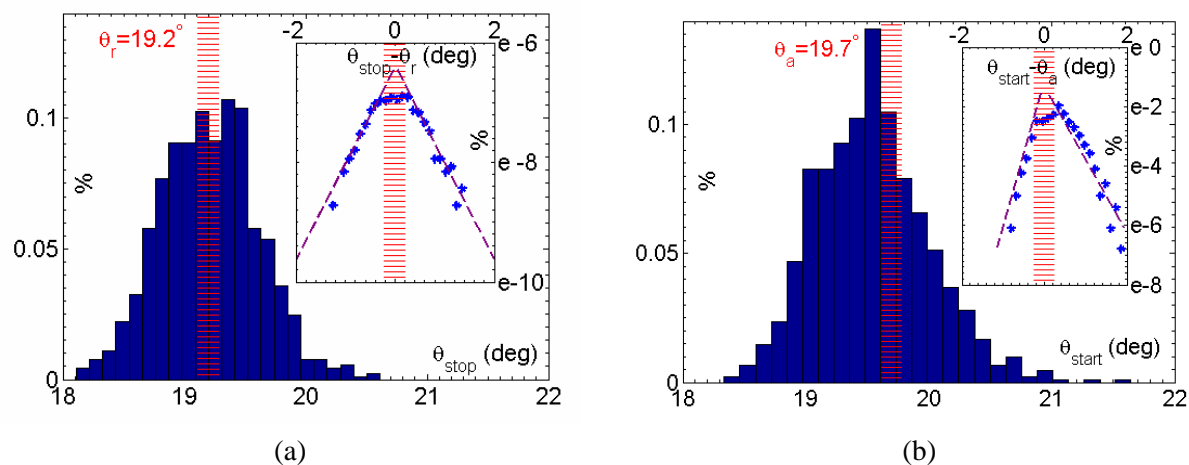 θr=19.2°
-2 0 2
θstop-θr (deg)
e-6
e-8
e-10
%
0.1
0.05
0
%
θstop (deg)
18 19 20 21 22
(a)
θa=19.7°
-2 0 2
θstart-θa (deg)
e 0
e-2
e-4
e-6
e-8
%
0.1
0.05
0
%
θstart (deg)
18 19 20 21 22
(b)